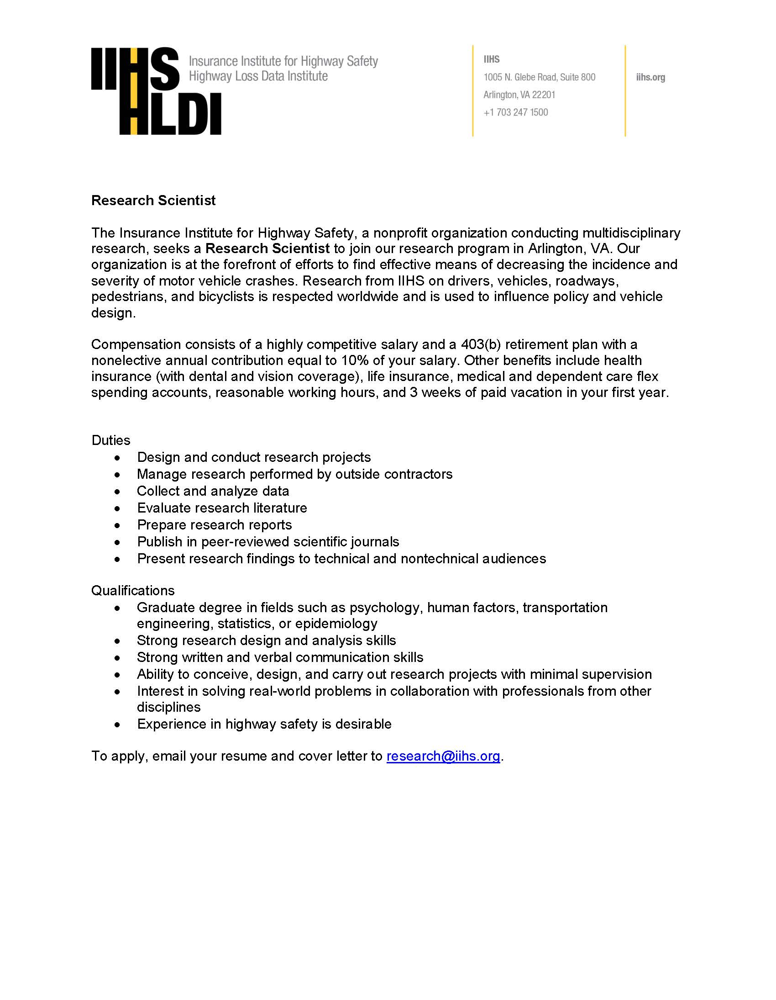 IIHS
HLDI
Insurance Institute for Highway Safety
Highway Loss Data Institute
IIHS
1005 N. Glebe Road, Suite 800
Arlington, VA 22201
+1 703 247 1500
iihs.org
Research Scientist
The Insurance Institute for Highway Safety, a nonprofit organization conducting multidisciplinary
research, seeks a Research Scientist to join our research program in Arlington, VA. Our
organization is at the forefront of efforts to find effective means of decreasing the incidence and
severity of motor vehicle crashes. Research from IIHS on drivers, vehicles, roadways,
pedestrians, and bicyclists is respected worldwide and is used to influence policy and vehicle
design.
Compensation consists of a highly competitive salary and a 403(b) retirement plan with a
nonelective annual contribution equal to 10% of your salary. Other benefits include health
insurance (with dental and vision coverage), life insurance, medical and dependent care flex
spending accounts, reasonable working hours, and 3 weeks of paid vacation in your first year.
Duties
• Design and conduct research projects
• Manage research performed by outside contractors
• Collect and analyze data
• Evaluate research literature
• Prepare research reports
• Publish in peer-reviewed scientific journals
• Present research findings to technical and nontechnical audiences
Qualifications
• Graduate degree in fields such as psychology, human factors, transportation
engineering, statistics, or epidemiology
• Strong research design and analysis skills
• Strong written and verbal communication skills
• Ability to conceive, design, and carry out research projects with minimal supervision
• Interest in solving real-world problems in collaboration with professionals from other
disciplines
• Experience in highway safety is desirable
To apply, email your resume and cover letter to research@iihs.org.